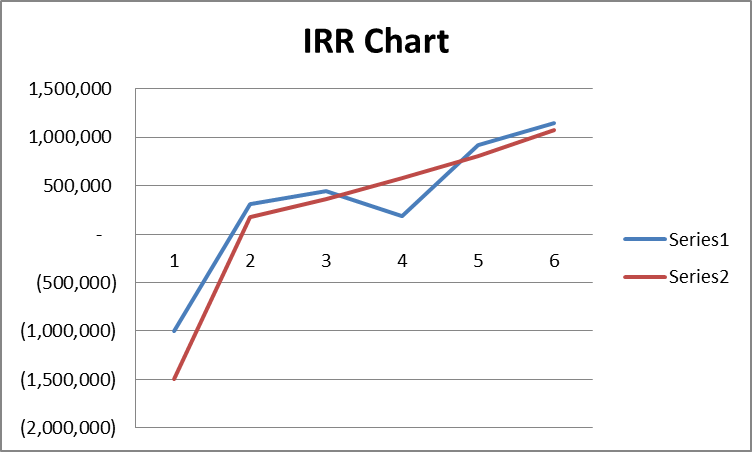 IRR Chart
1,500,000
1,000,000
500,000
-
1 2 3 4 5 6
(500,000)
(1,000,000)
(1,500,000)
(2,000,000)
Series1
Series2